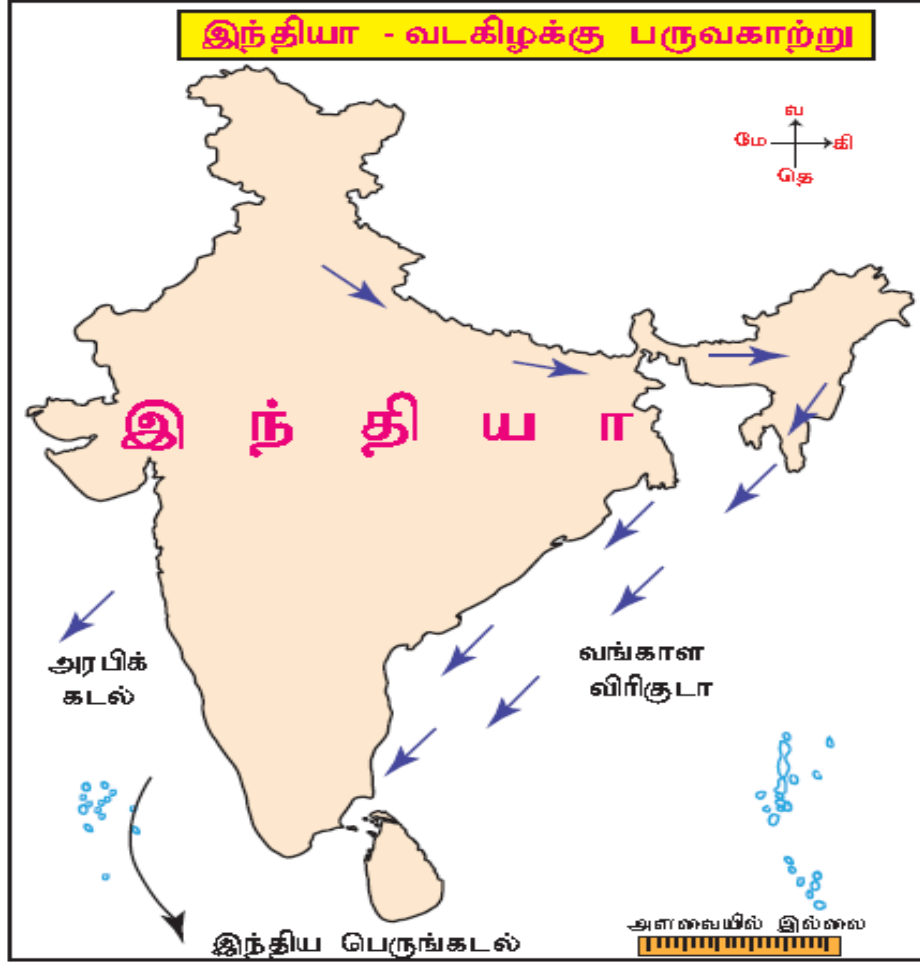 இந்தியா - வடகிழக்கு பருவகாற்று
வ
மே கி
தெ
இ ந் தி யா
அரபிக்
கடல்
வங்காள
விரிகுடா
இந்திய பெருங்கடல்
அளவையில் இல்லை